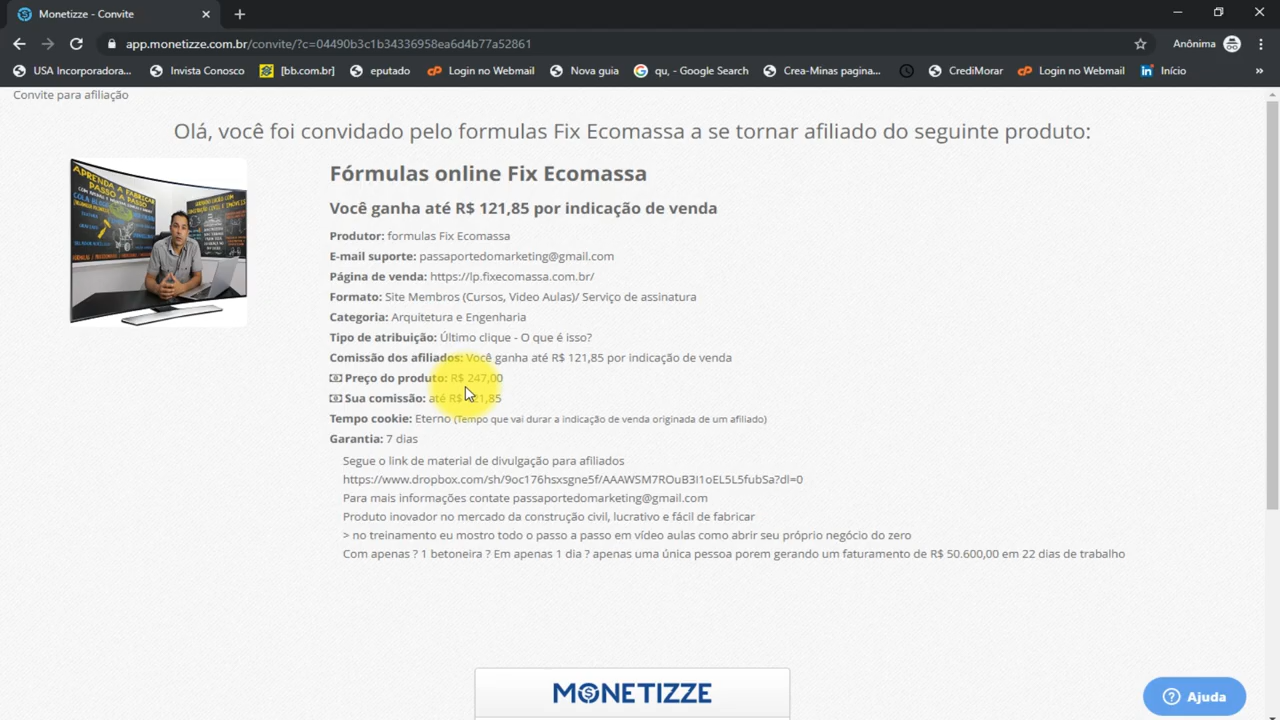 Monetizze - Convite
app.monetizze.com.br/convite/?c=04490b3c1b34336958ea6d4b77a52861
Anônima
USA Incorporadora... Invista Conosco [bb.com.br] eputado Login no Webmail Nova guia qu, - Google Search Crea-Minas pagina... CrediMorar Login no Webmail Início
Convite para afiliação
Olá, você foi convidado pelo formulas Fix Ecomassa a se tornar afiliado do seguinte produto:
APRENDA A FABRICAR
PASSO A PASSO
Fórmulas online Fix Ecomassa
Você ganha até R$ 121,85 por indicação de venda
Produtor: formulas Fix Ecomassa
E-mail suporte: passaportedomarketing@gmail.com
Página de venda: https://lp.fixecomassa.com.br/
Formato: Site Membros (Cursos, Video Aulas)/ Serviço de assinatura
Categoria: Arquitetura e Engenharia
Tipo de atribuição: Último clique - O que é isso?
Comissão dos afiliados: Você ganha até R$ 121,85 por indicação de venda
Preço do produto: R$ 247,00
Sua comissão: até R$ 121,85
Tempo cookie: Eterno (Tempo que vai durar a indicação de venda originada de um afiliado)
Garantia: 7 dias
Segue o link de material de divulgação para afiliados
https://www.dropbox.com/sh/9oc176hsxsgne5f/AAAWSM7ROuB3I1oEL5L5fubSa?dl=0
Para mais informações contate passaportedomarketing@gmail.com
Produto inovador no mercado da construção civil, lucrativo e fácil de fabricar
> no treinamento eu mostro todo o passo a passo em vídeo aulas como abrir seu próprio negócio do zero
Com apenas ? 1 betoneira ? Em apenas 1 dia ? apenas uma única pessoa porem gerando um faturamento de R$ 50.600,00 em 22 dias de trabalho
MONETIZZE
Ajuda